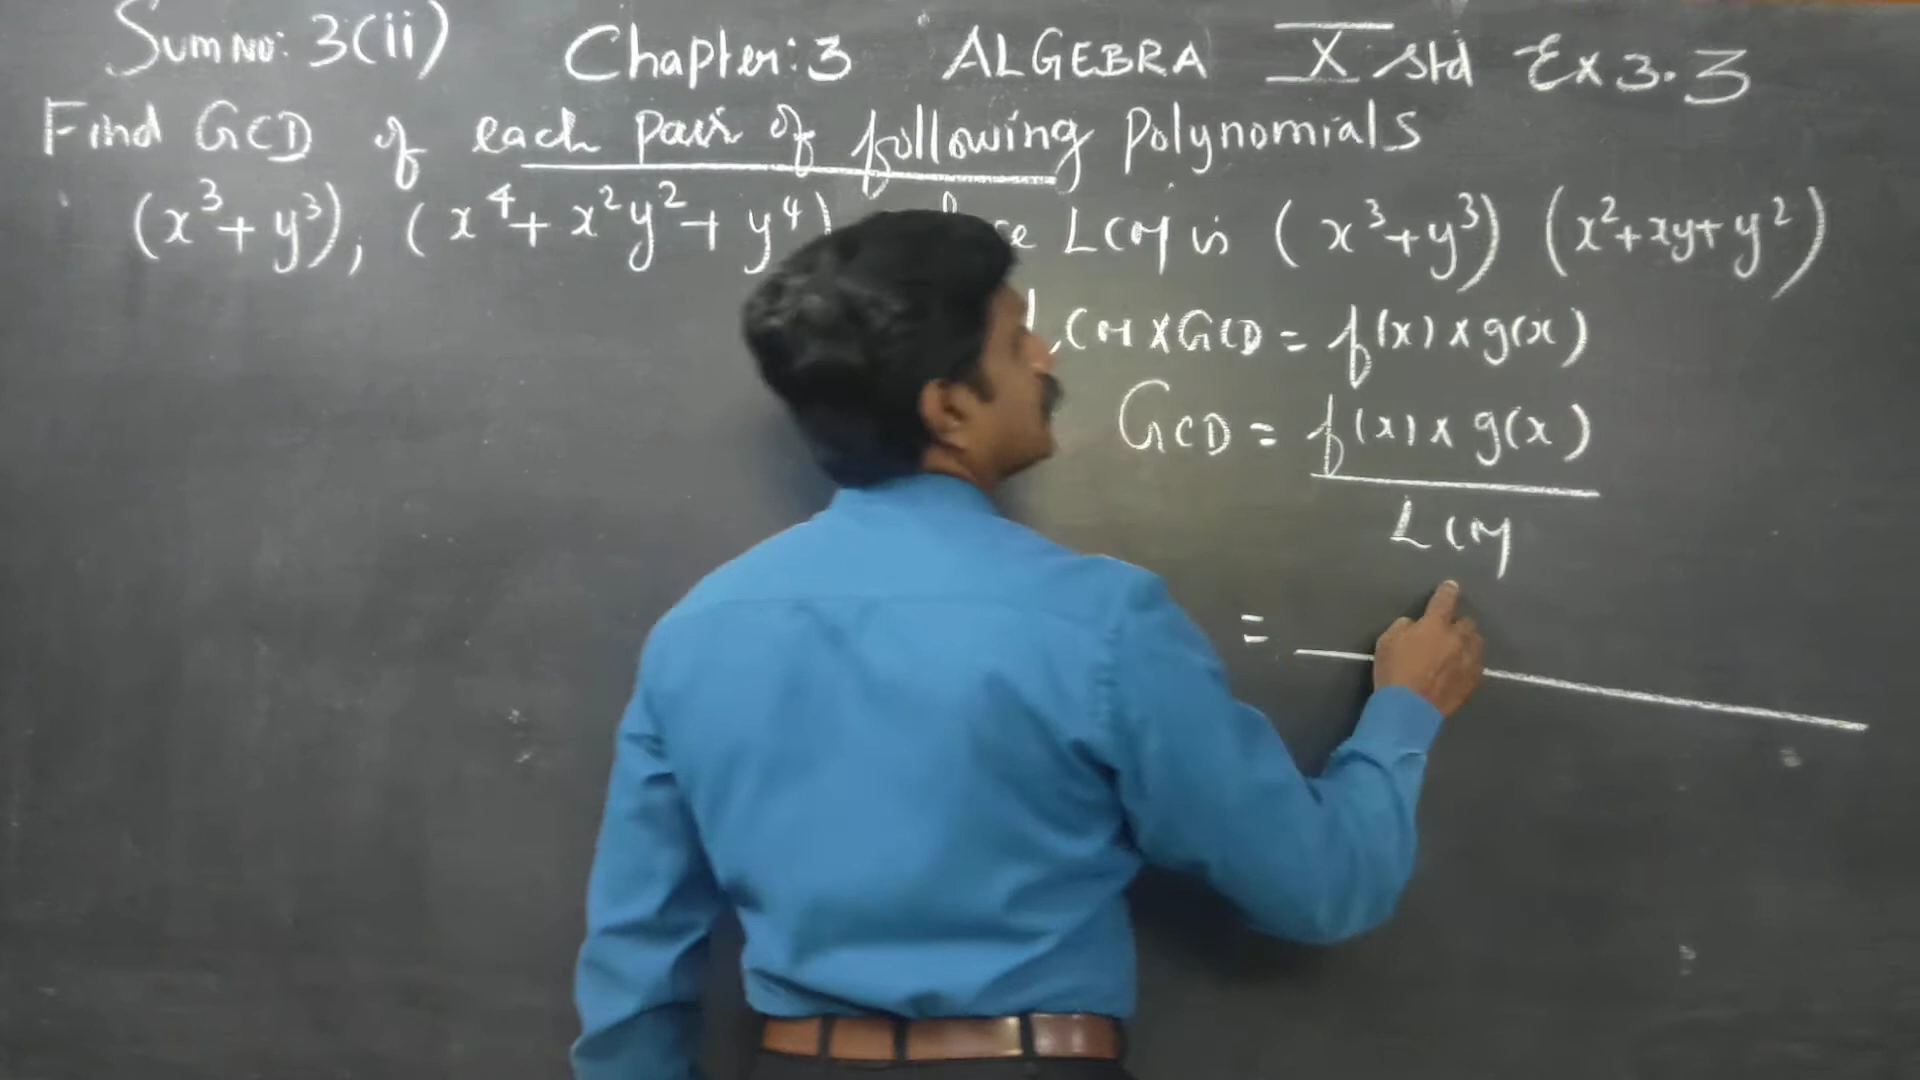 Sum No: 3(ii) Chapter: 3 ALGEBRA X std Ex 3.3
Find GCD of each pair of following Polynomials
(x³+y³), (x⁴+x²y²+y⁴) LCM is (x³+y³) (x²+xy+y²)
LCM × GCD = f(x) × g(x)
GCD = f(x) × g(x)
LCM
=